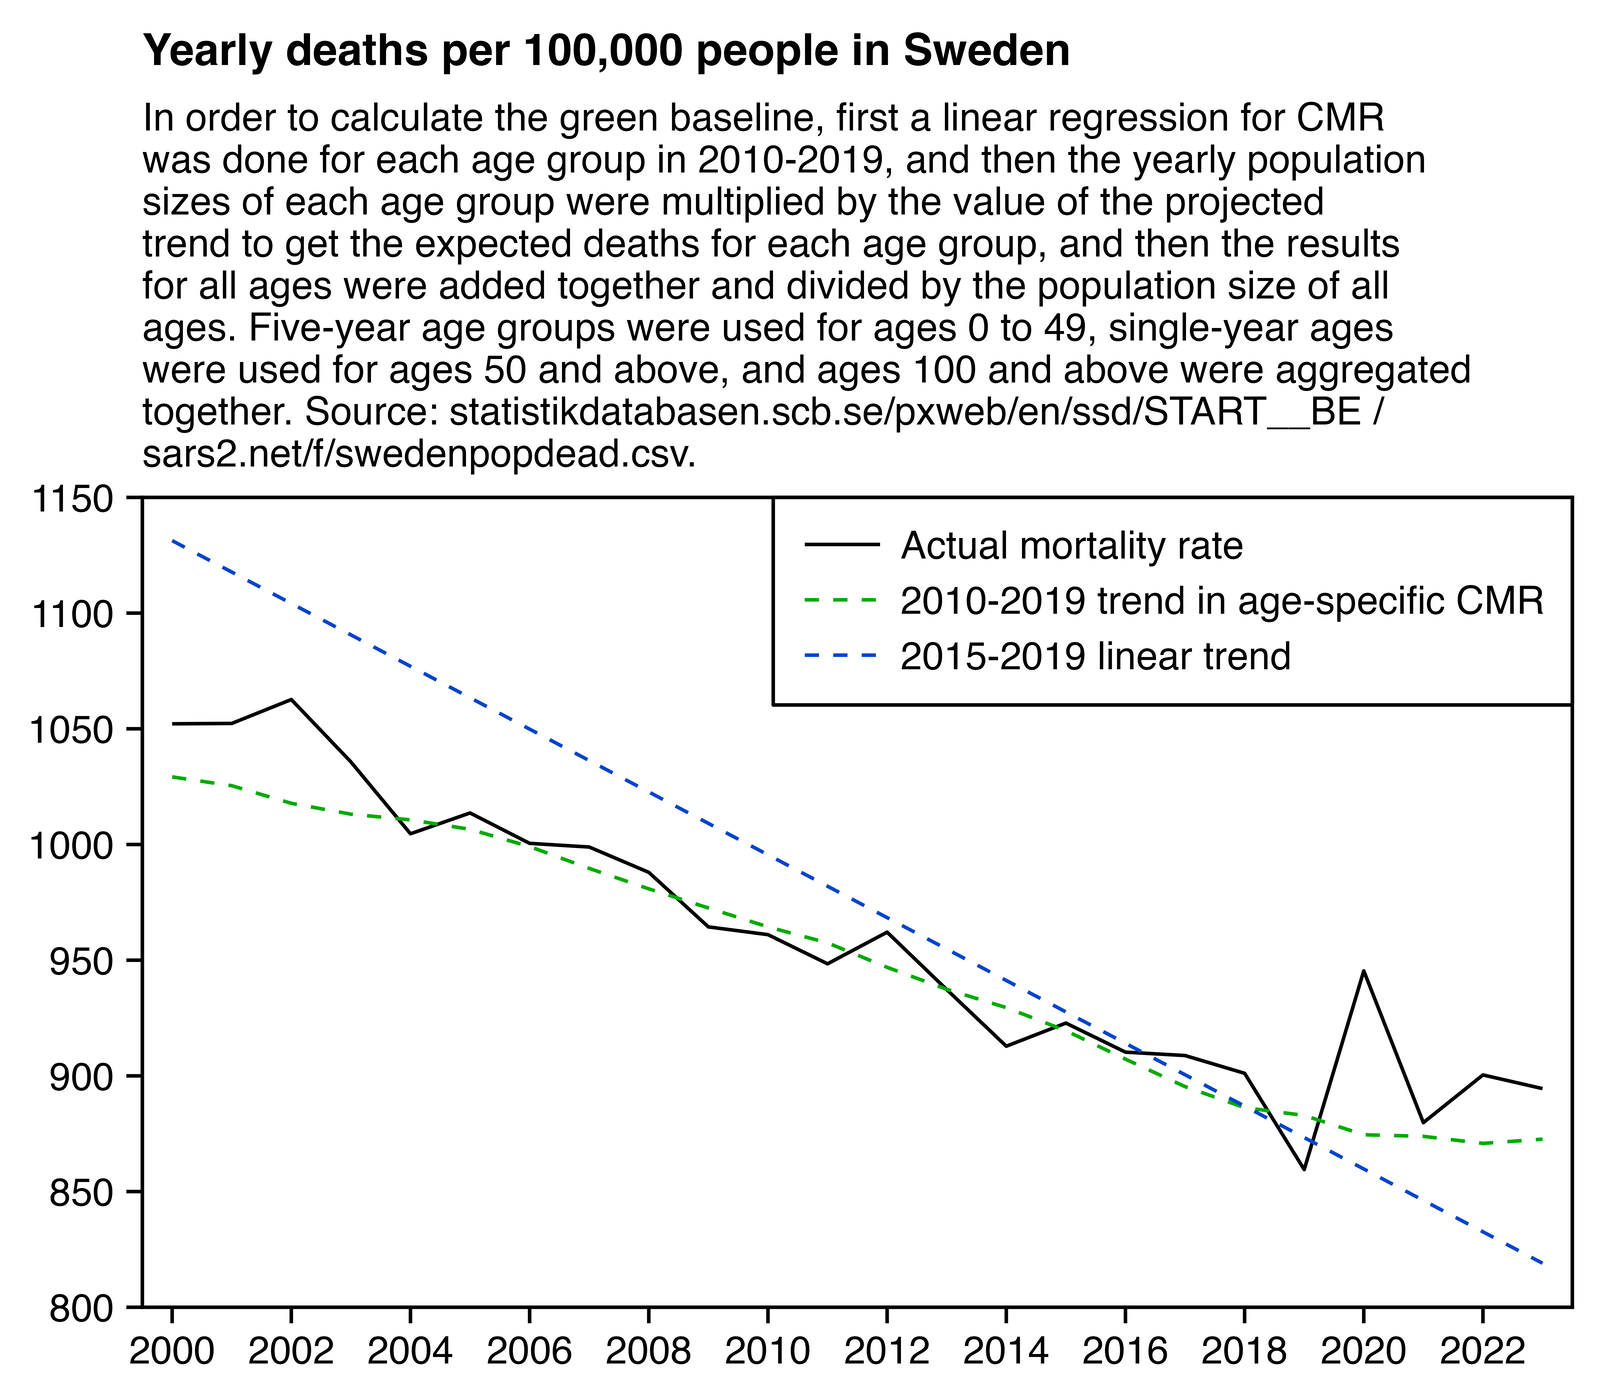 Yearly deaths per 100,000 people in Sweden
In order to calculate the green baseline, first a linear regression for CMR
was done for each age group in 2010-2019, and then the yearly population
sizes of each age group were multiplied by the value of the projected
trend to get the expected deaths for each age group, and then the results
for all ages were added together and divided by the population size of all
ages. Five-year age groups were used for ages 0 to 49, single-year ages
were used for ages 50 and above, and ages 100 and above were aggregated
together. Source: statistikdatabasen.scb.se/pxweb/en/ssd/START__BE /
sars2.net/f/swedenpopdead.csv.
Actual mortality rate
2010-2019 trend in age-specific CMR
2015-2019 linear trend
1150
1100
1050
1000
950
900
850
800
2000 2002 2004 2006 2008 2010 2012 2014 2016 2018 2020 2022